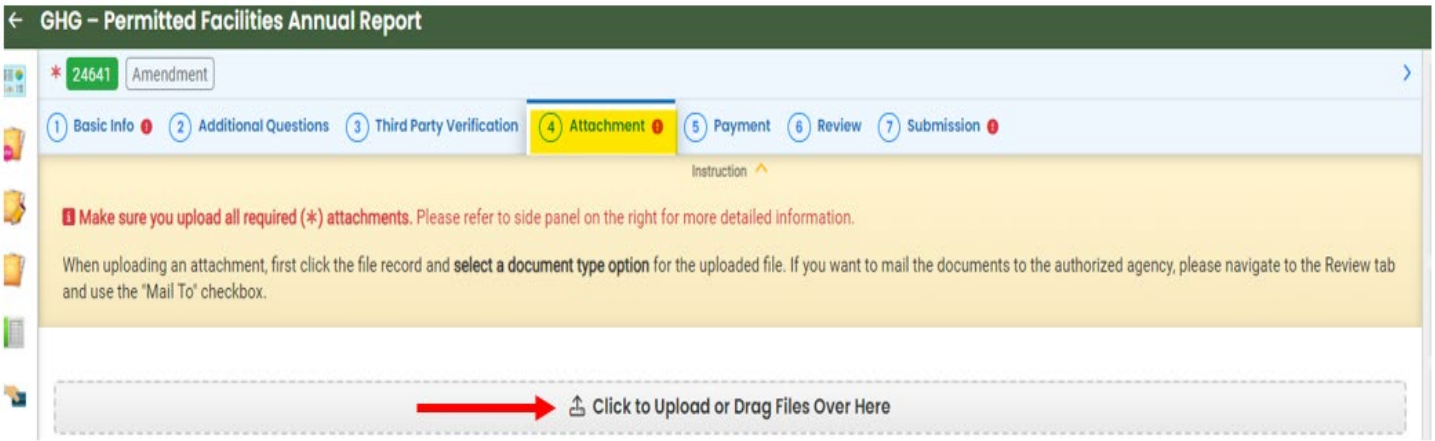 ← GHG – Permitted Facilities Annual Report
* 24641 Amendment >
1 Basic Info 2 Additional Questions 3 Third Party Verification 4 Attachment 5 Payment 6 Review 7 Submission
Instruction
Make sure you upload all required (*) attachments. Please refer to side panel on the right for more detailed information.
When uploading an attachment, first click the file record and select a document type option for the uploaded file. If you want to mail the documents to the authorized agency, please navigate to the Review tab
and use the "Mail To" checkbox.
Click to Upload or Drag Files Over Here